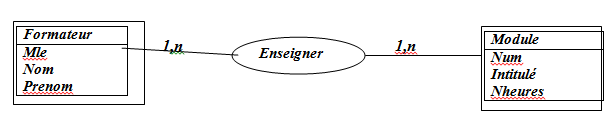 Formateur
Mle
Nom
Prenom
1,n
Enseigner
1,n
Module
Num
Intitulé
Nheures